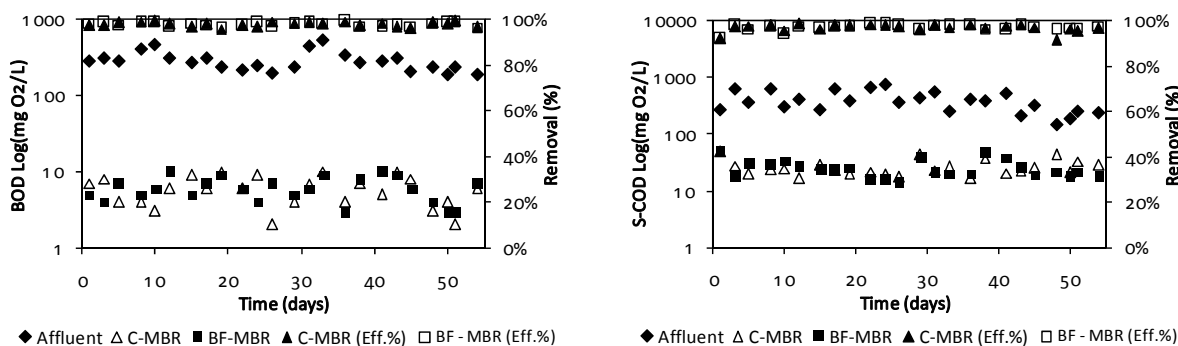 1000
100
10
1
BOD Log(mg O2/L)
100%
80%
60%
40%
20%
0%
Removal (%)
0 10 20 30 40 50
Time (days)
Affluent C-MBR BF-MBR C-MBR (Eff.%) BF - MBR (Eff.%)
10000
1000
100
10
1
S-COD Log(mg O2/L)
100%
80%
60%
40%
20%
0%
Removal (%)
0 10 20 30 40 50
Time (days)
Affluent C-MBR BF-MBR C-MBR (Eff.%) BF - MBR (Eff.%)